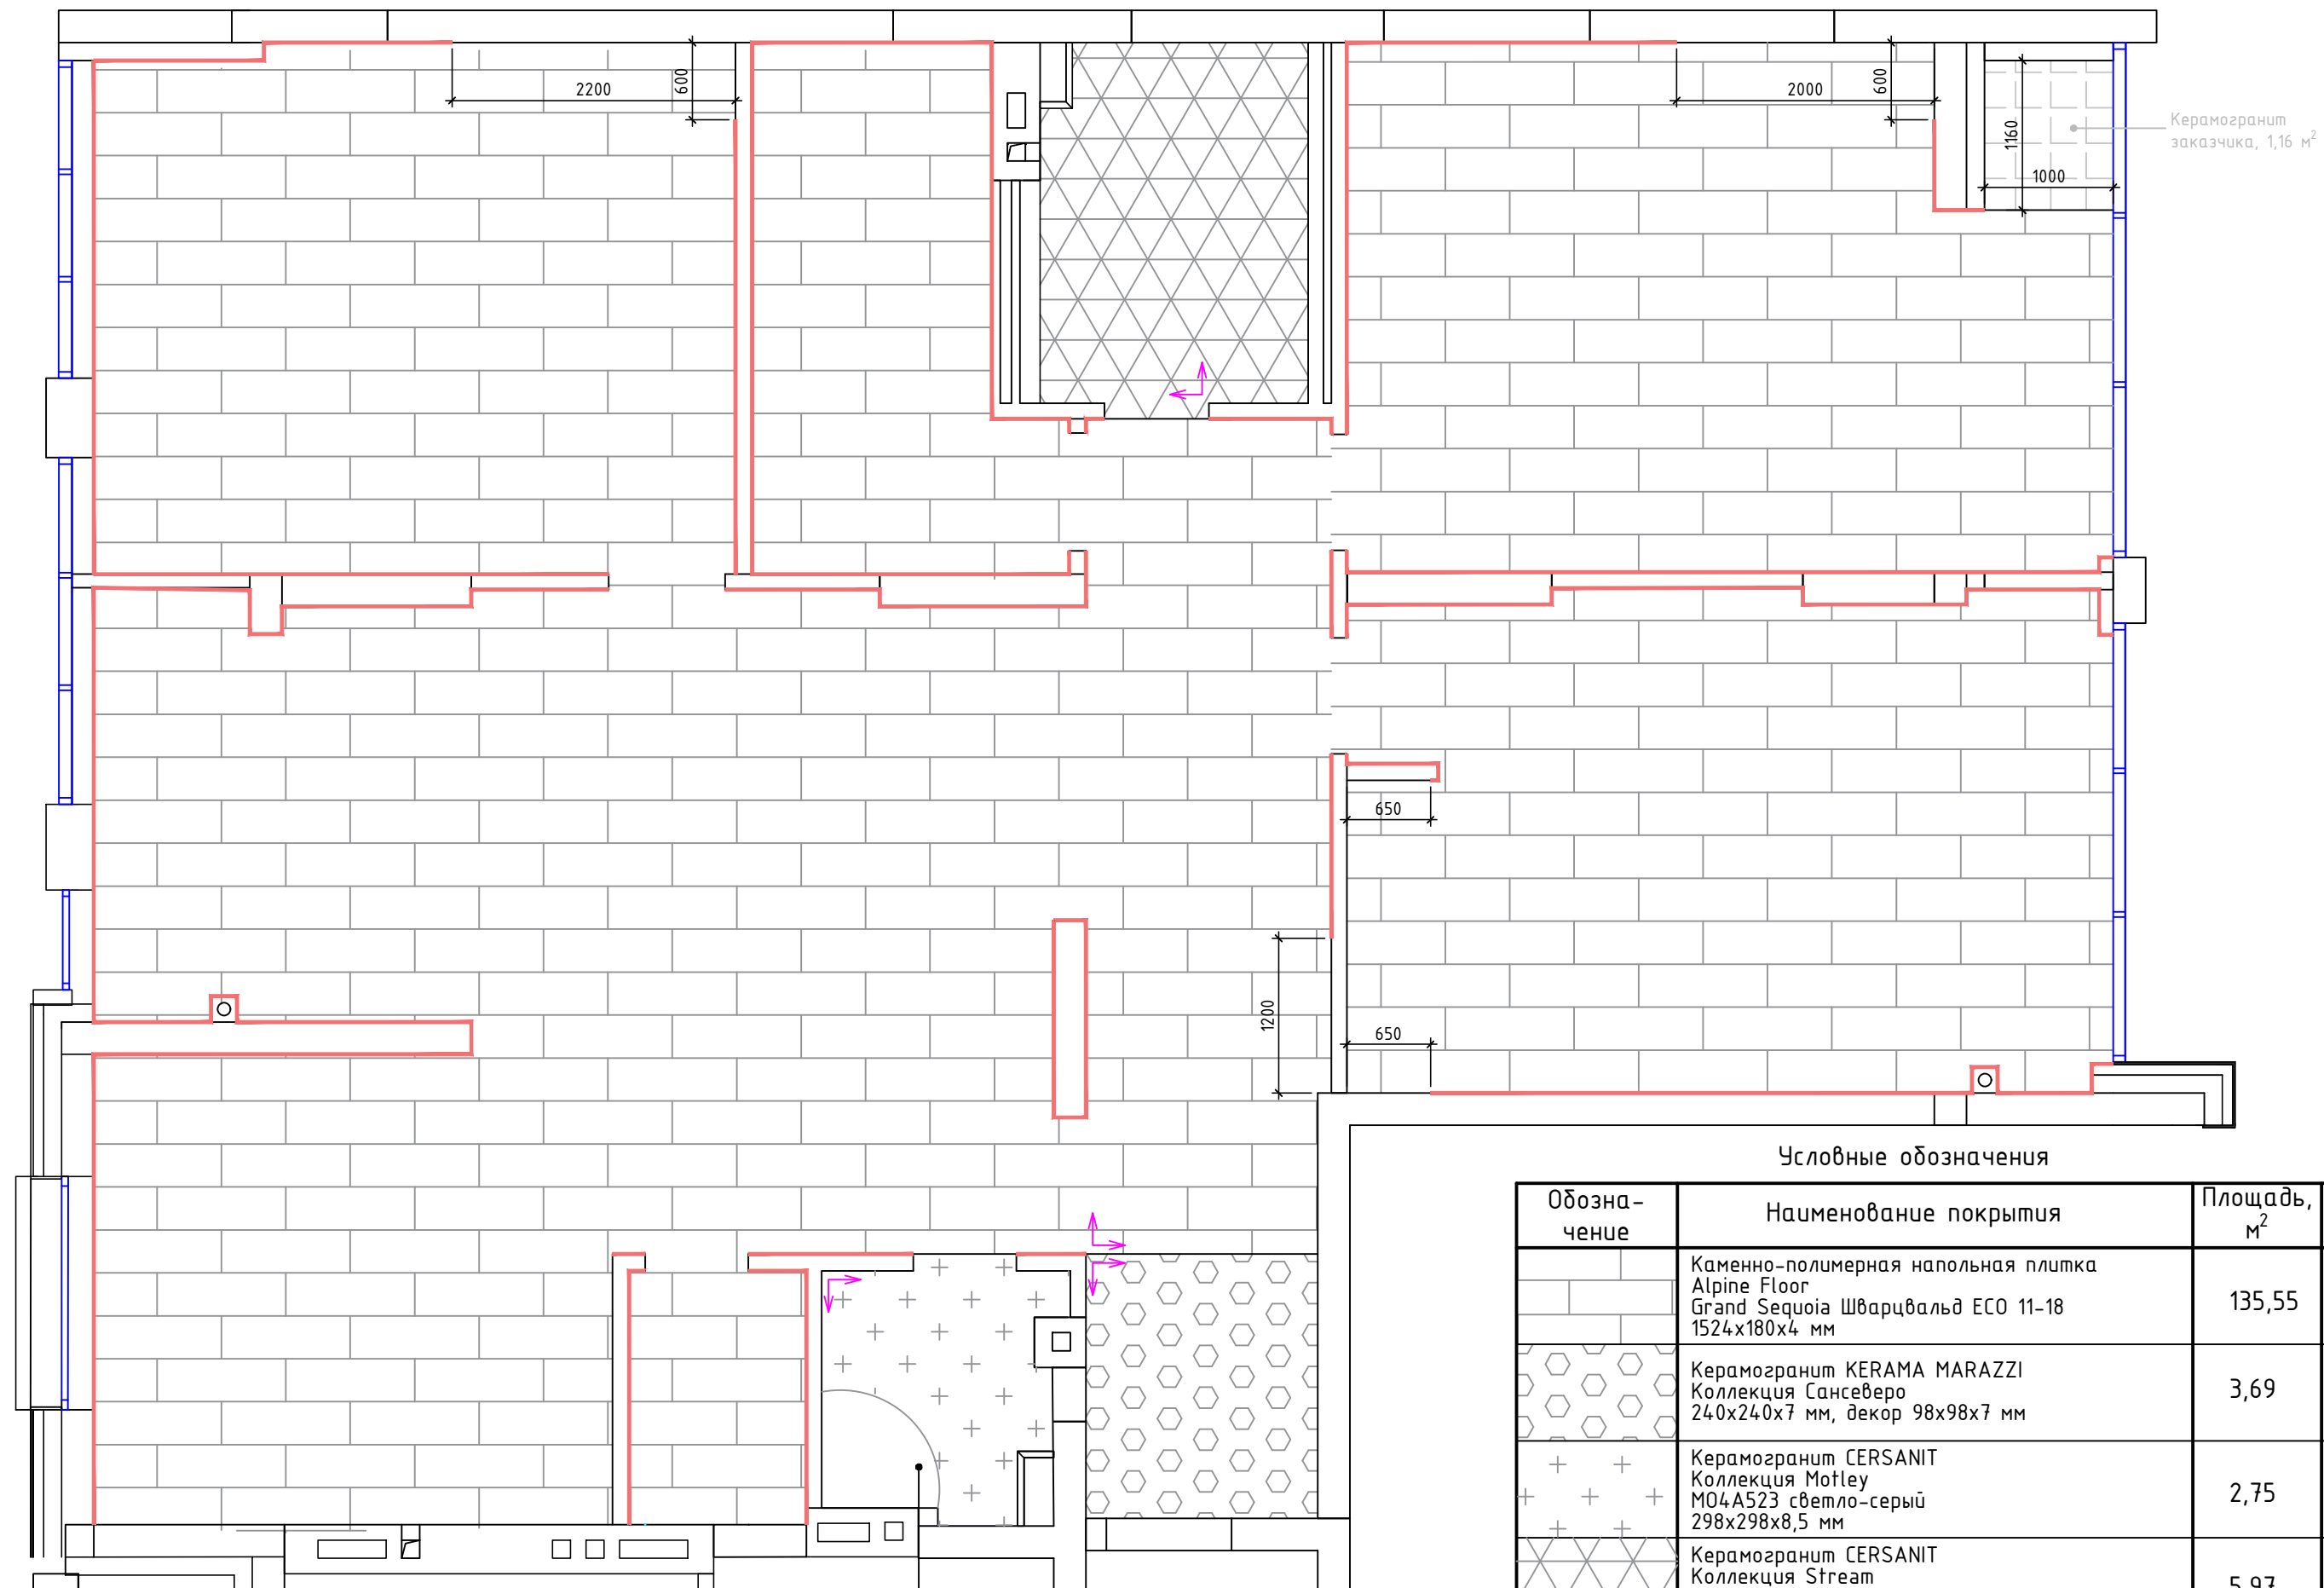 2200
600
2000
600
1160
1000
Керамогранит
заказчика, 1,16 м²
650
1200
650
Условные обозначения
Обозна-
чение
Наименование покрытия
Площадь,
м²
Каменно-полимерная напольная плитка
Alpine Floor
Grand Sequoia Шварцвальд ECO 11-18
1524х180х4 мм
135,55
Керамогранит KERAMA MARAZZI
Коллекция Сансеверо
240х240х7 мм, декор 98х98х7 мм
3,69
Керамогранит CERSANIT
Коллекция Motley
MO4A523 светло-серый
298х298х8,5 мм
2,75
Керамогранит CERSANIT
Коллекция Stream
5,97